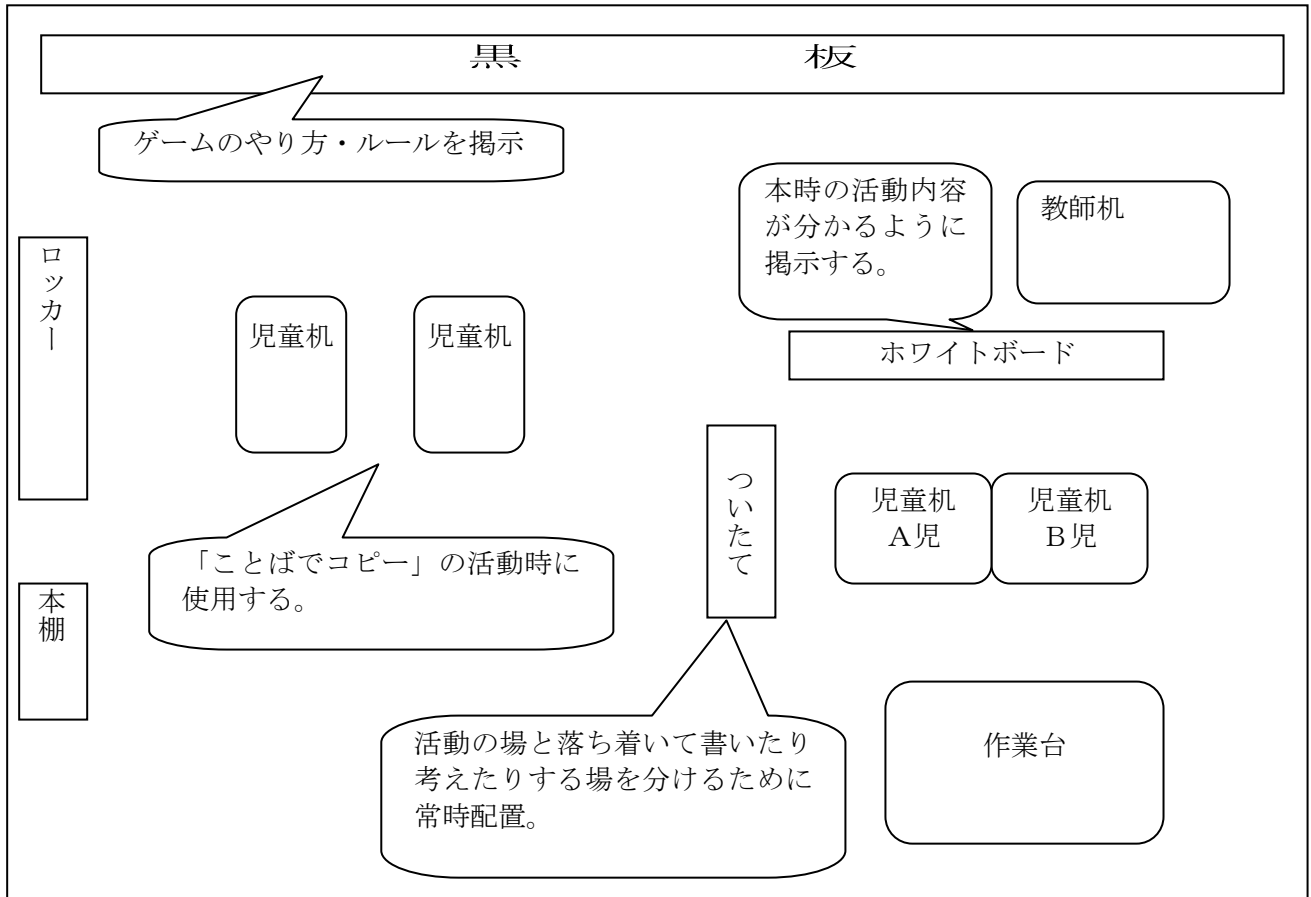 黒　板
ゲームのやり方・ルールを掲示
本時の活動内容
が分かるように
掲示する。
教師机
ロッカー
児童机
児童机
ホワイトボード
ついたて
児童机
A児
児童机
B児
「ことばでコピー」の活動時に
使用する。
本棚
活動の場と落ち着いて書いたり
考えたりする場を分けるために
常時配置。
作業台